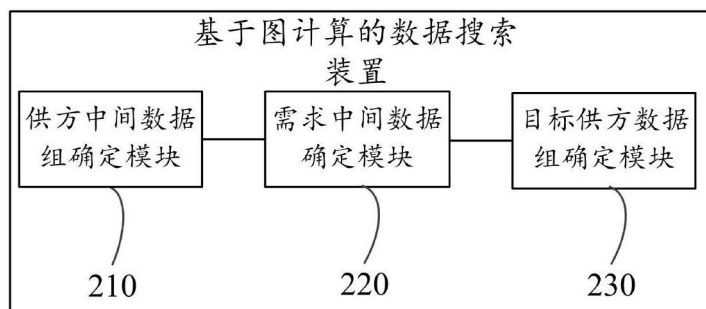 基于图计算的数据搜索
装置
供方中间数据
组确定模块
需求中间数据
确定模块
目标供方数据
组确定模块
210
220
230